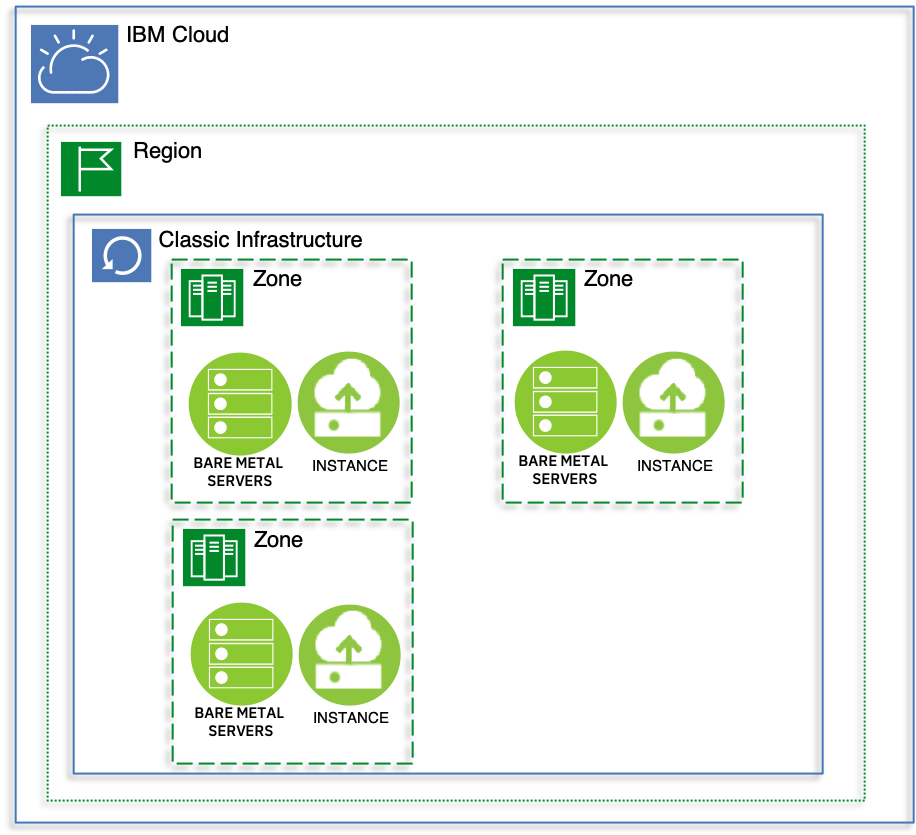 IBM Cloud
Region
Classic Infrastructure
Zone
BARE METAL
SERVERS
INSTANCE
Zone
BARE METAL
SERVERS
INSTANCE
Zone
BARE METAL
SERVERS
INSTANCE